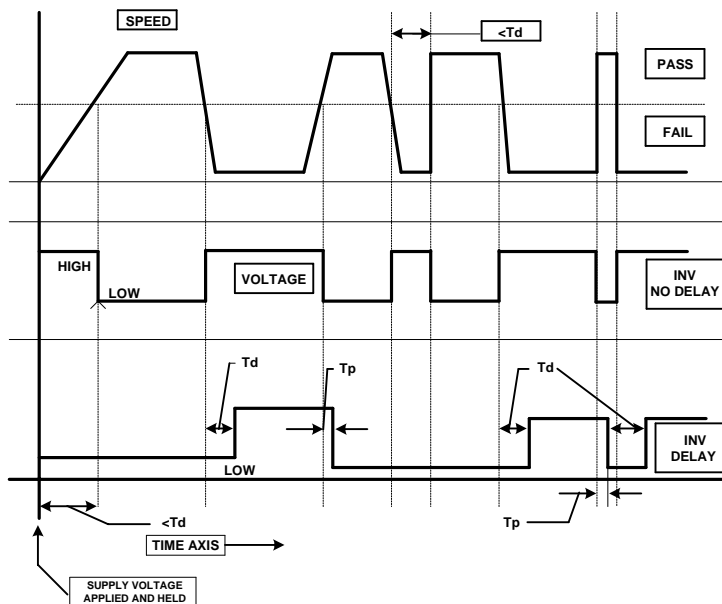 SPEED
<Td
PASS
FAIL
HIGH
LOW
VOLTAGE
INV
NO DELAY
Td
Tp
Td
LOW
INV
DELAY
<Td
TIME AXIS
Tp
SUPPLY VOLTAGE
APPLIED AND HELD